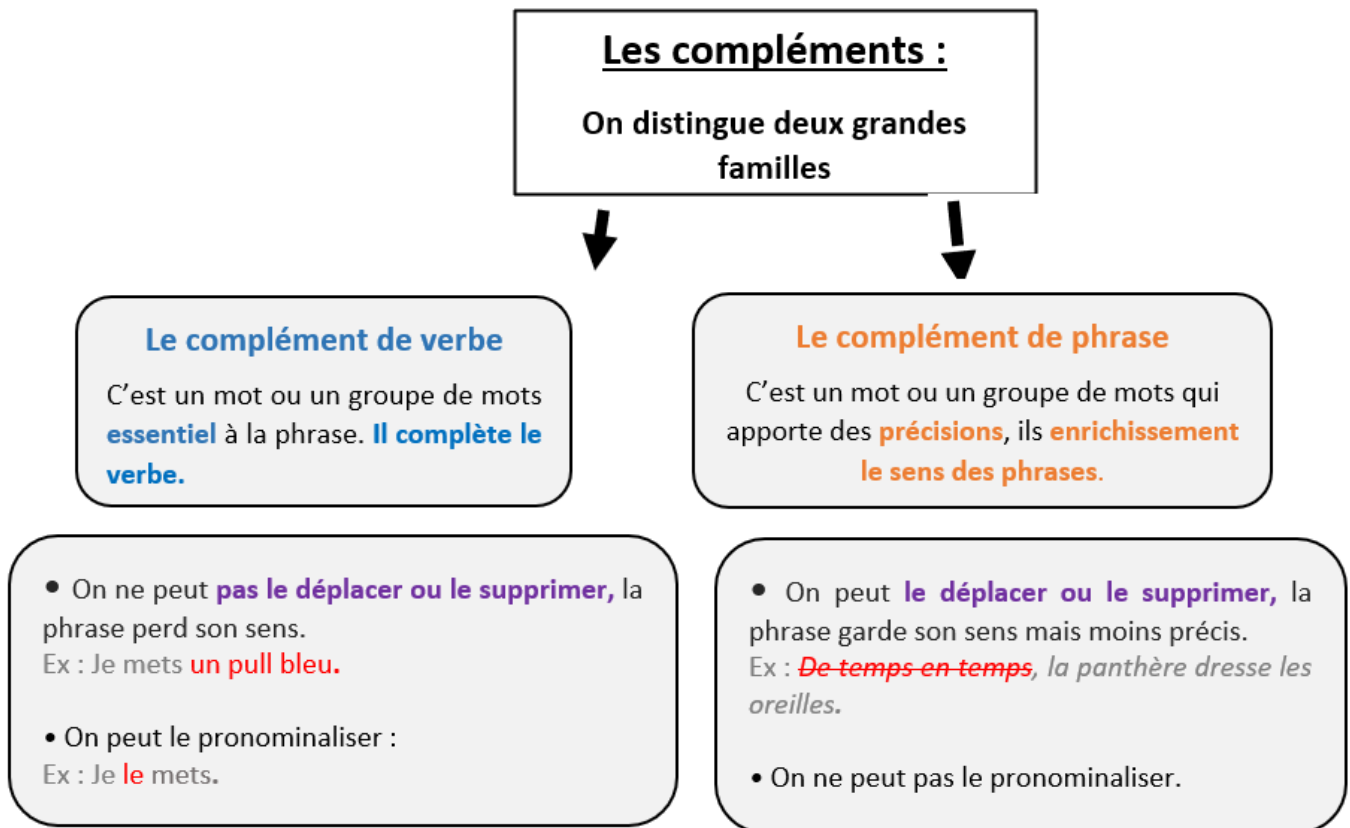 Les compléments :
On distingue deux grandes
familles
Le complément de verbe
C’est un mot ou un groupe de mots
essentiel à la phrase. Il complète le
verbe.
Le complément de phrase
C’est un mot ou un groupe de mots qui
apporte des précisions, ils enrichissement
le sens des phrases.
• On ne peut pas le déplacer ou le supprimer, la
phrase perd son sens.
Ex : Je mets un pull bleu.
• On peut le pronominaliser :
Ex : Je le mets.
• On peut le déplacer ou le supprimer, la
phrase garde son sens mais moins précis.
Ex : De temps en temps, la panthère dresse les
oreilles.
• On ne peut pas le pronominaliser.